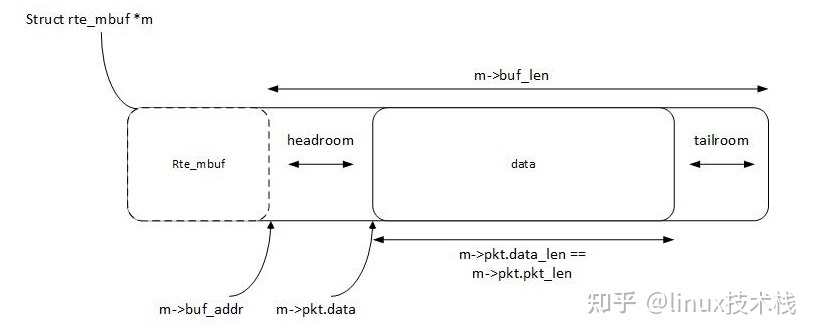 Struct rte_mbuf *m
m->buf_len
Rte_mbuf
headroom
data
tailroom
m->pkt.data_len ==
m->pkt.pkt_len
m->buf_addr
m->pkt.data
知乎 @linux技术栈